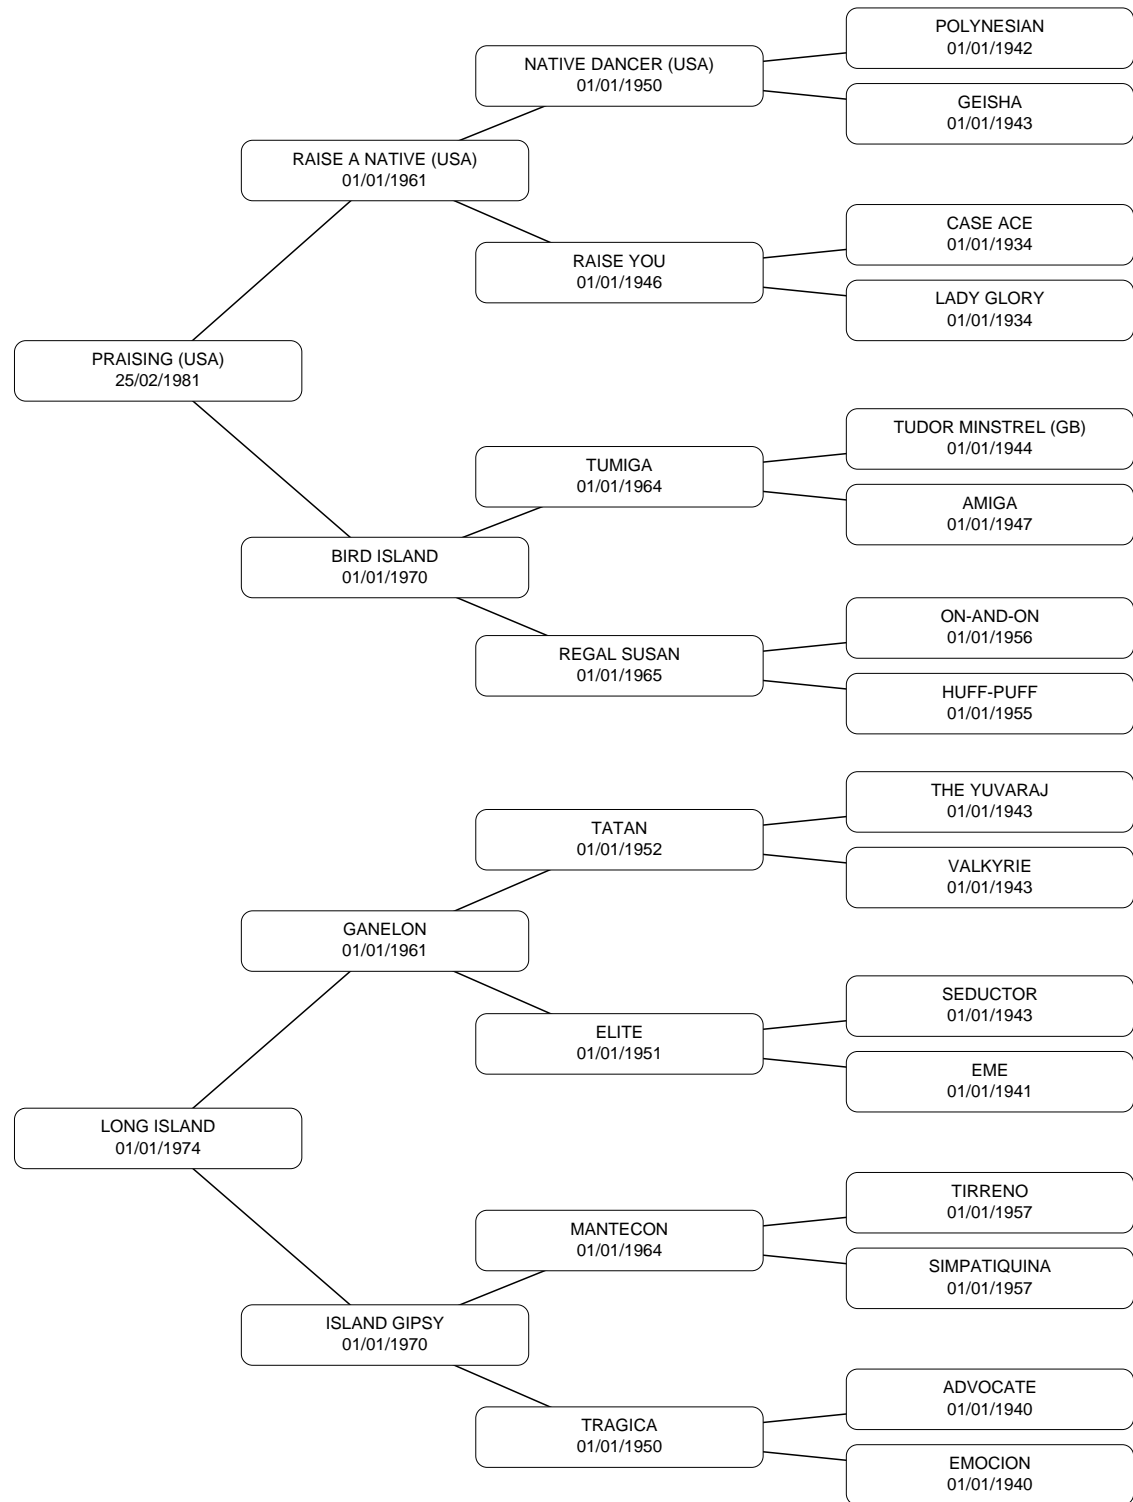 POLYNESIAN
01/01/1942
NATIVE DANCER (USA)
01/01/1950
GEISHA
01/01/1943
RAISE A NATIVE (USA)
01/01/1961
CASE ACE
01/01/1934
RAISE YOU
01/01/1946
LADY GLORY
01/01/1934
PRAISING (USA)
25/02/1981
TUDOR MINSTREL (GB)
01/01/1944
TUMIGA
01/01/1964
AMIGA
01/01/1947
BIRD ISLAND
01/01/1970
ON-AND-ON
01/01/1956
REGAL SUSAN
01/01/1965
HUFF-PUFF
01/01/1955
THE YUVARAJ
01/01/1943
TATAN
01/01/1952
VALKYRIE
01/01/1943
GANELON
01/01/1961
SEDUCTOR
01/01/1943
ELITE
01/01/1951
EME
01/01/1941
LONG ISLAND
01/01/1974
TIRRENO
01/01/1957
MANTECON
01/01/1964
SIMPATIQUINA
01/01/1957
ISLAND GIPSY
01/01/1970
ADVOCATE
01/01/1940
TRAGICA
01/01/1950
EMOCION
01/01/1940